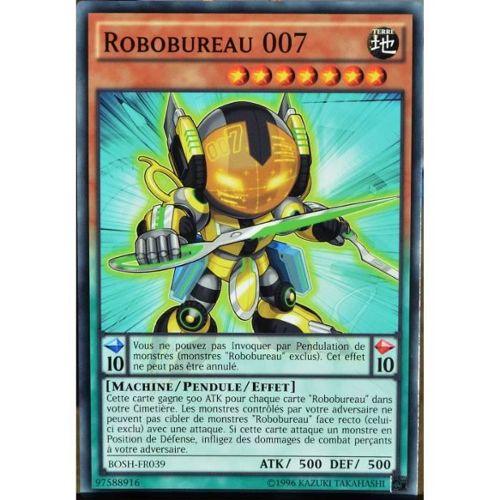 ROBOBUREAU 007
TERRE
地
007
Vous ne pouvez pas Invoquer par Pendulation de
monstres (monstres "Robobureau" exclus). Cet effet
ne peut pas être annulé.
10
10
[MACHINE/PENDULE/EFFET]
Cette carte gagne 500 ATK pour chaque carte "Robobureau" dans
votre Cimetière. Les monstres contrôlés par votre adversaire ne
peuvent pas cibler de monstres "Robobureau" face recto (celui-
ci exclu) avec une attaque. Si cette carte attaque un monstre en
Position de Défense, infligez des dommages de combat perçants
à votre adversaire.
BOSH-FR039
ATK/ 500 DEF/ 500
97588916
©1996 KAZUKI TAKAHASHI